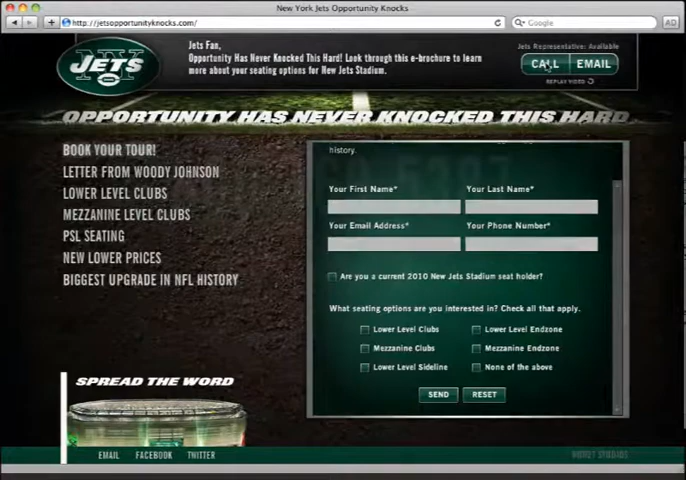 New York Jets Opportunity Knocks
http://jetsopportunityknocks.com/
Google
AD
NY
JETS
Jets Fan,
Opportunity Has Never Knocked This Hard! Look through this e-brochure to learn
more about your seating options for New Jets Stadium.
Jets Representative: Available
CALL EMAIL
REPLAY VIDEO
OPPORTUNITY HAS NEVER KNOCKED THIS HARD
BOOK YOUR TOUR!
LETTER FROM WOODY JOHNSON
LOWER LEVEL CLUBS
MEZZANINE LEVEL CLUBS
PSL SEATING
NEW LOWER PRICES
BIGGEST UPGRADE IN NFL HISTORY
history.
Your First Name* Your Last Name*
Your Email Address* Your Phone Number*
Are you a current 2010 New Jets Stadium seat holder?
What seating options are you interested in? Check all that apply.
Lower Level Clubs Lower Level Endzone
Mezzanine Clubs Mezzanine Endzone
Lower Level Sideline None of the above
SEND RESET
SPREAD THE WORD
EMAIL FACEBOOK TWITTER